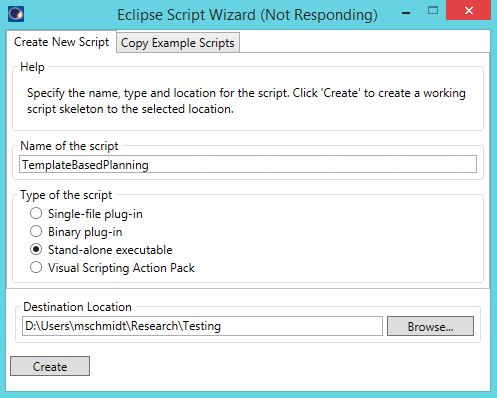 Eclipse Script Wizard (Not Responding)
Create New Script
Copy Example Scripts
Help
Specify the name, type and location for the script. Click 'Create' to create a working
script skeleton to the selected location.
Name of the script
TemplateBasedPlanning
Type of the script
Single-file plug-in
Binary plug-in
Stand-alone executable
Visual Scripting Action Pack
Destination Location
D:\Users\mschmidt\Research\Testing
Browse...
Create